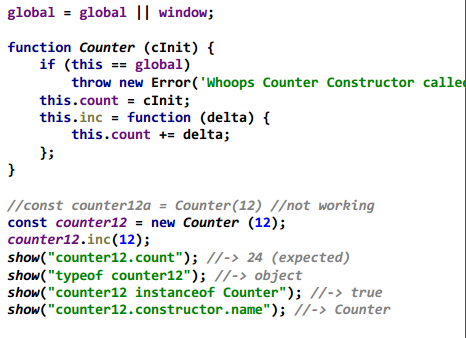 global = global || window;
function Counter (cInit) {
if (this == global)
throw new Error('Whoops Counter Constructor called
this.count = cInit;
this.inc = function (delta) {
this.count += delta;
};
}
//const counter12a = Counter(12) //not working
const counter12 = new Counter (12);
counter12.inc(12);
show("counter12.count"); //-> 24 (expected)
show("typeof counter12"); //-> object
show("counter12 instanceof Counter"); //-> true
show("counter12.constructor.name"); //-> Counter